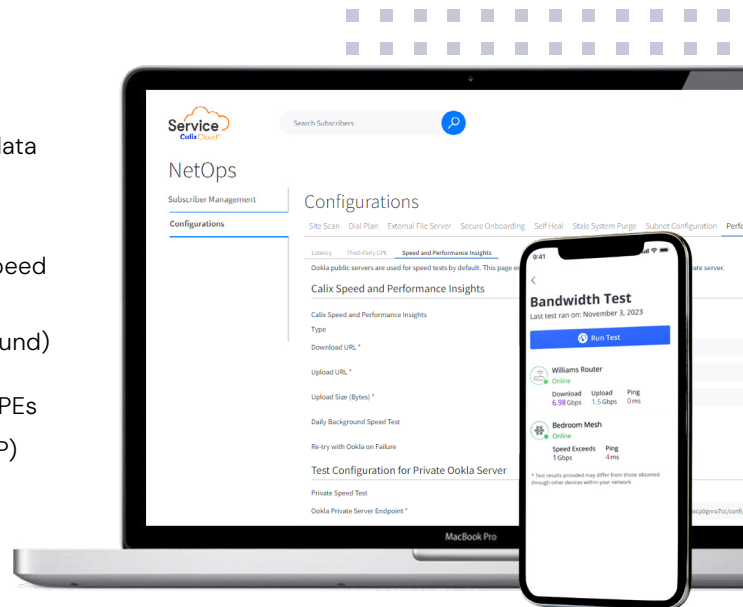 data
peed
und)
PEs
P)
Service
Calix Cloud®
Search Subscribers
NetOps
Subscriber Management
Configurations
Configurations
Site Scan Dial Plan External File Server Secure Onboarding Self Heal Stale System Purge Subnet Configuration Perfo
Latency Third-Party CPE Speed and Performance Insights
Ookla public servers are used for speed tests by default. This page e
ate server.
Calix Speed and Performance Insights
Calix Speed and Performance Insights
Type
Download URL *
Upload URL *
Upload Size (Bytes) *
Daily Background Speed Test
Re-try with Ookla on Failure
Test Configuration for Private Ookla Server
Private Speed Test
Ookla Private Server Endpoint *
MacBook Pro
9:41
Bandwidth Test
Last test ran on: November 3, 2023
Run Test
Williams Router
Online
Download Upload Ping
6.98 Gbps 1.5 Gbps 0 ms
Bedroom Mesh
Online
Speed Exceeds Ping
1 Gbps 4 ms
* Test results provided may differ from those obtained
through other devices within your network